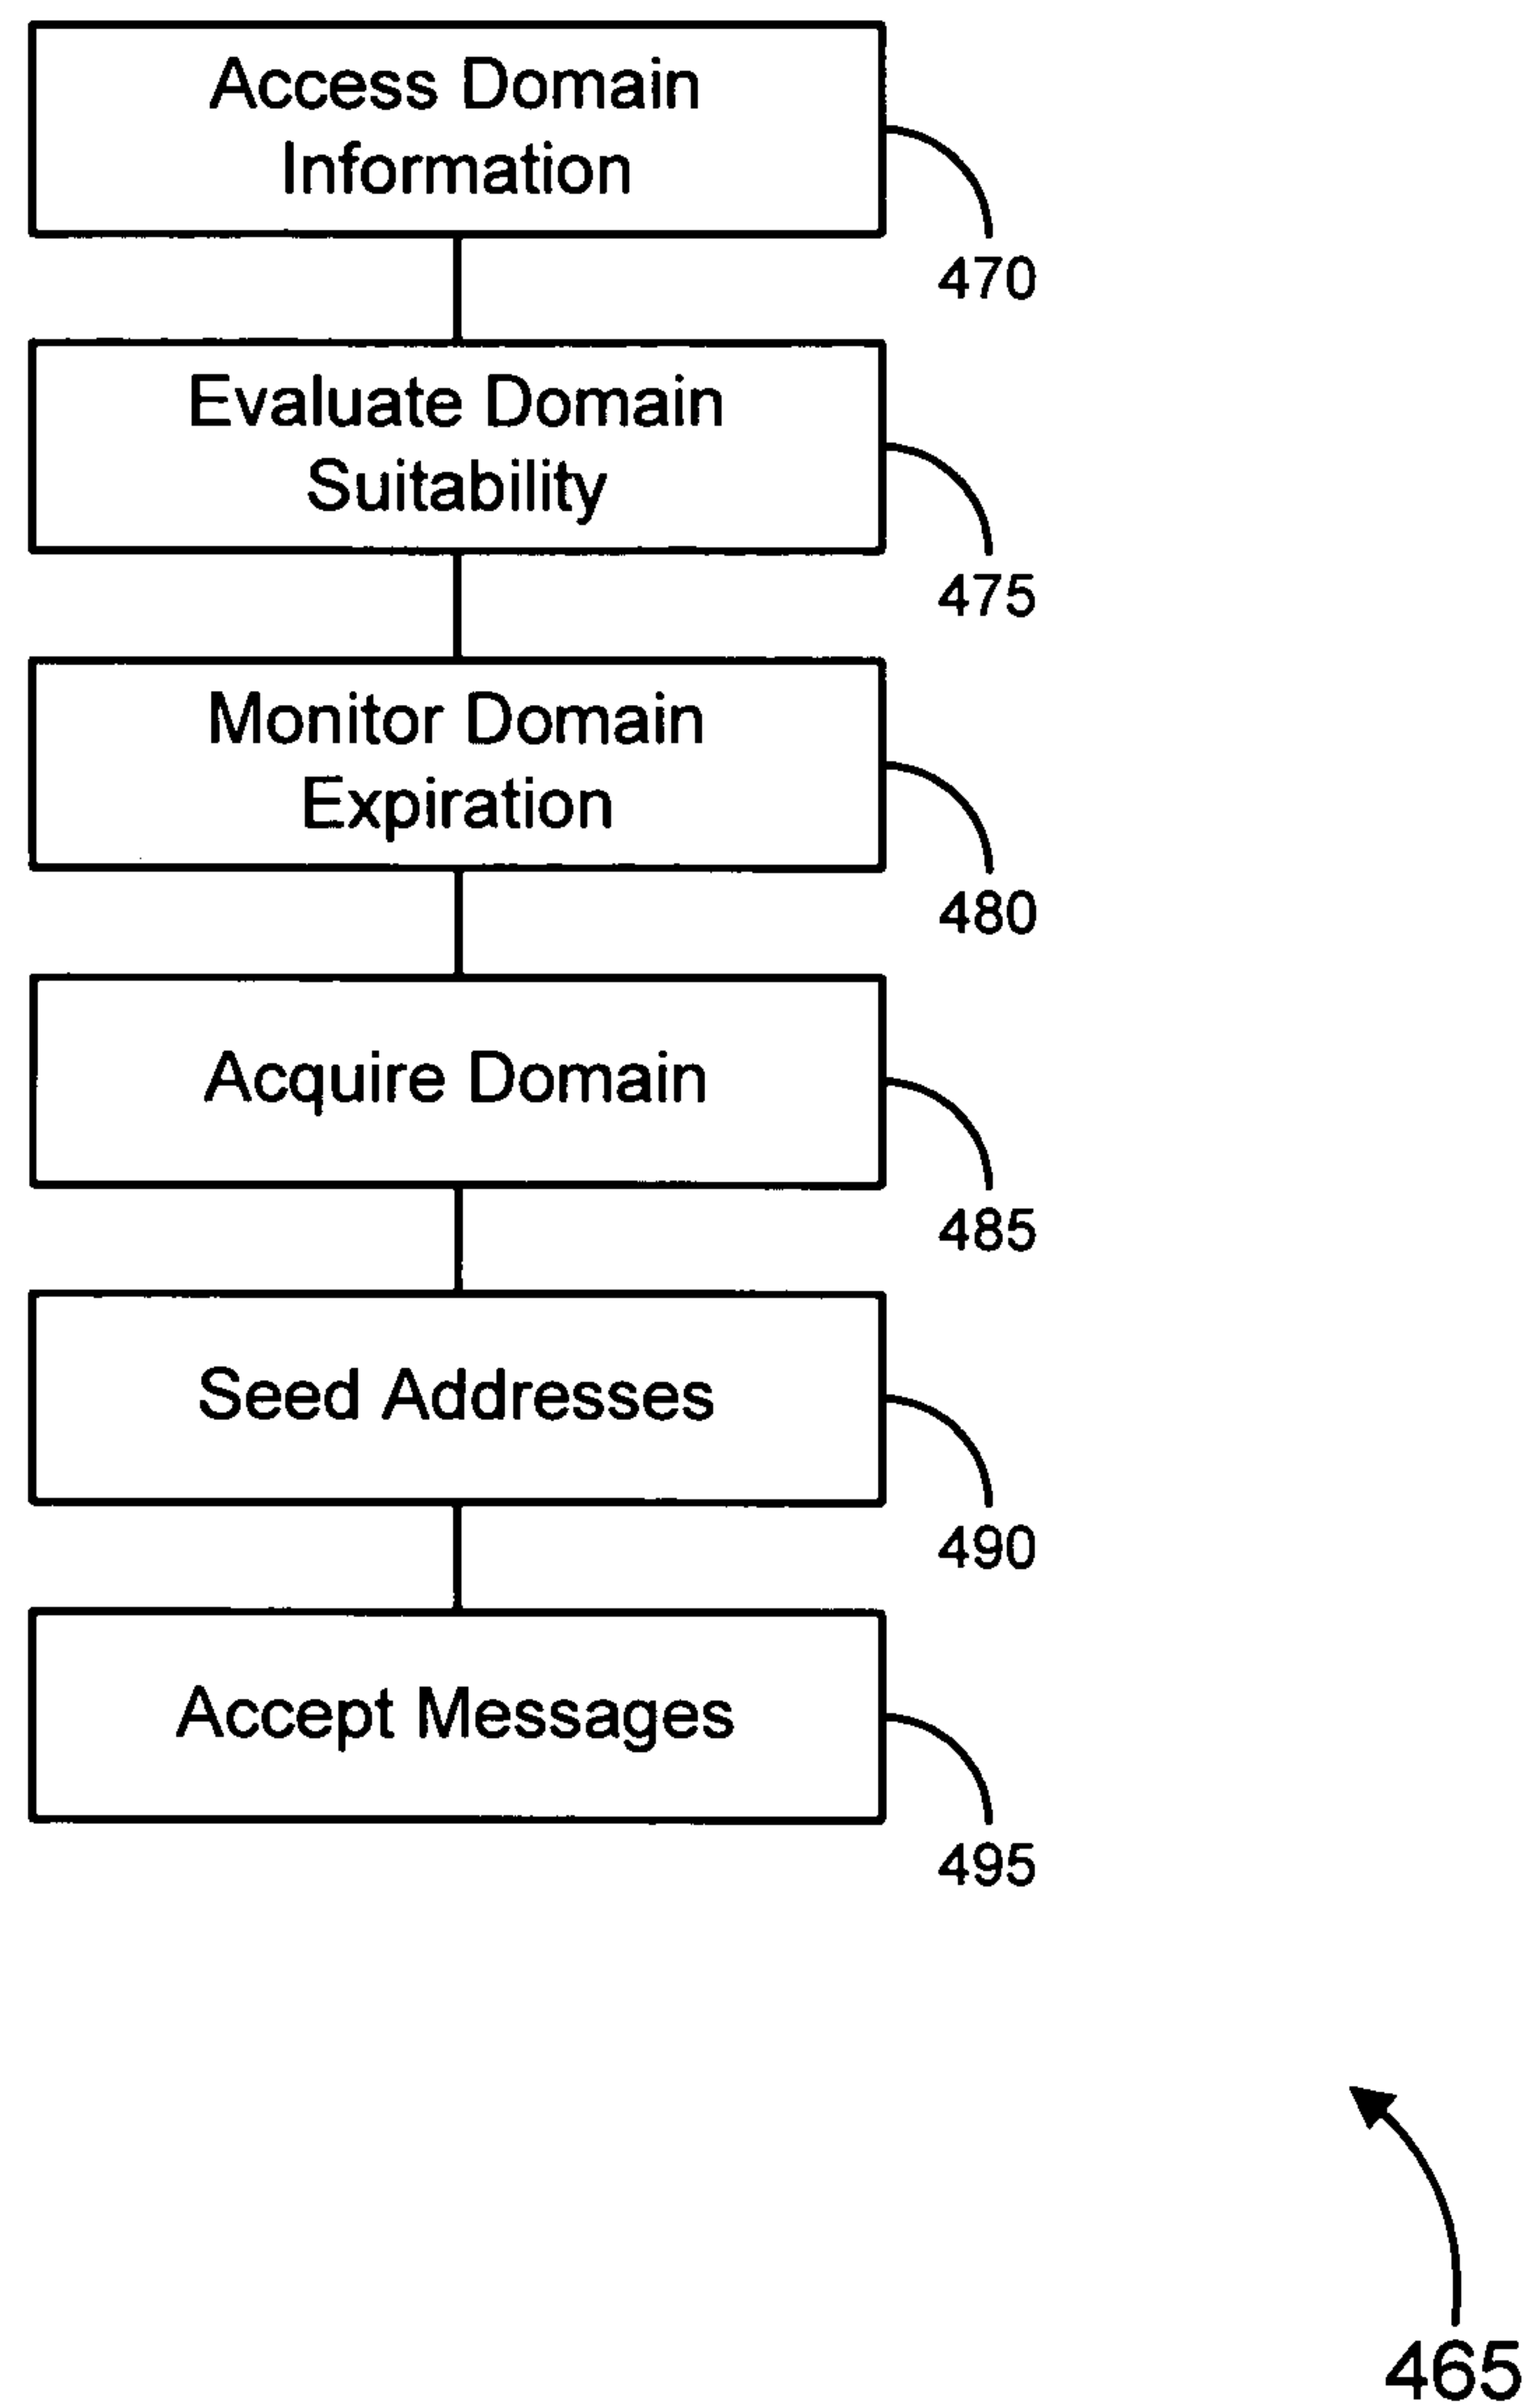 Access Domain
Information
470
Evaluate Domain
Suitability
475
Monitor Domain
Expiration
480
Acquire Domain
485
Seed Addresses
490
Accept Messages
495
465